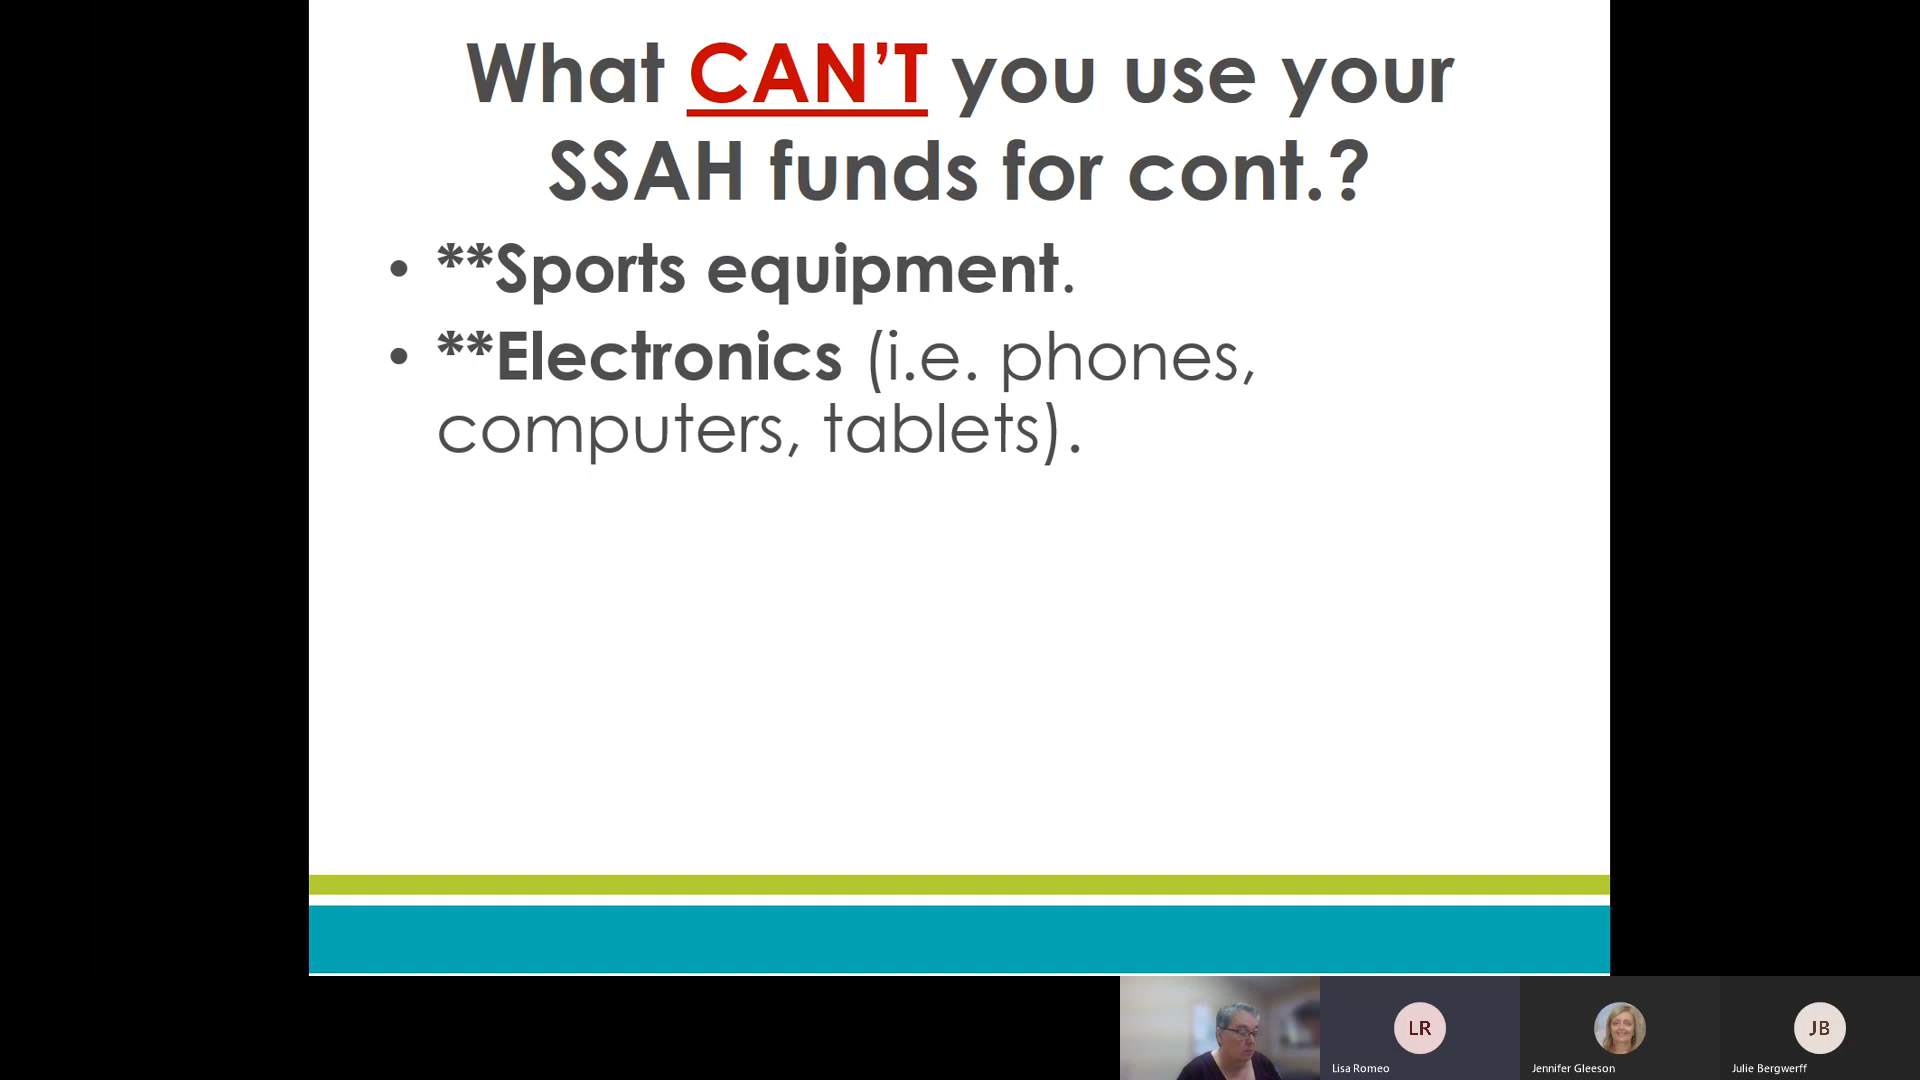 What CAN’T you use your
SSAH funds for cont.?
• **Sports equipment.
• **Electronics (i.e. phones,
computers, tablets).
LR
JB
Lisa Romeo
Jennifer Gleeson
Julie Bergwerff